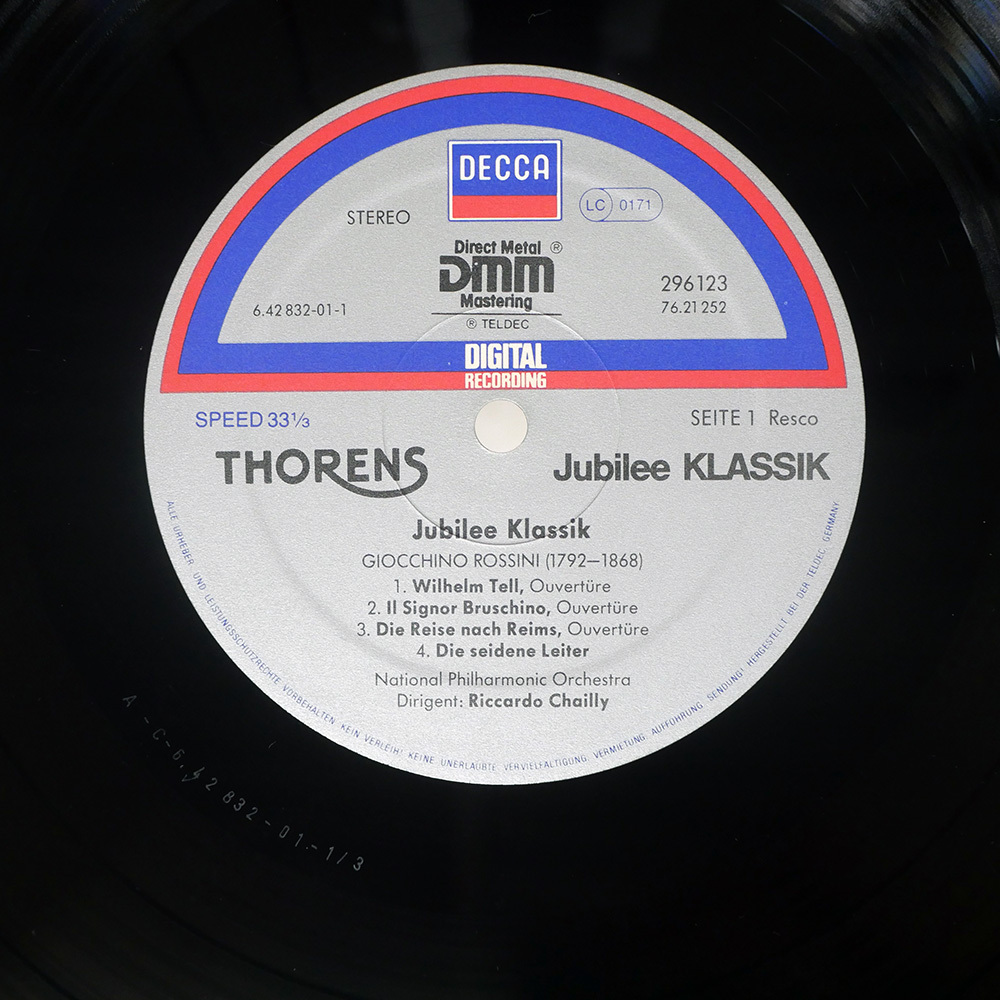 DECCA
STEREO
LC 0171
Direct Metal ®
DMM
Mastering
296123
6.42 832-01-1
76.21 252
® TELDEC
DIGITAL
RECORDING
SPEED 33⅓
SEITE 1 Resco
THORENS
Jubilee KLASSIK
Jubilee Klassik
GIOCCHINO ROSSINI (1792–1868)
1. Wilhelm Tell, Ouvertüre
2. Il Signor Bruschino, Ouvertüre
3. Die Reise nach Reims, Ouvertüre
4. Die seidene Leiter
National Philharmonic Orchestra
Dirigent: Riccardo Chailly
ALLE URHEBER- UND LEISTUNGSSCHUTZRECHTE VORBEHALTEN. KEIN VERLEIH! KEINE UNERLAUBTE VERVIELFÄLTIGUNG, VERMIETUNG, AUFFÜHRUNG, SENDUNG! HERGESTELLT BEI DER TELDEC GERMANY
A-C-6.42 832-01-1/3